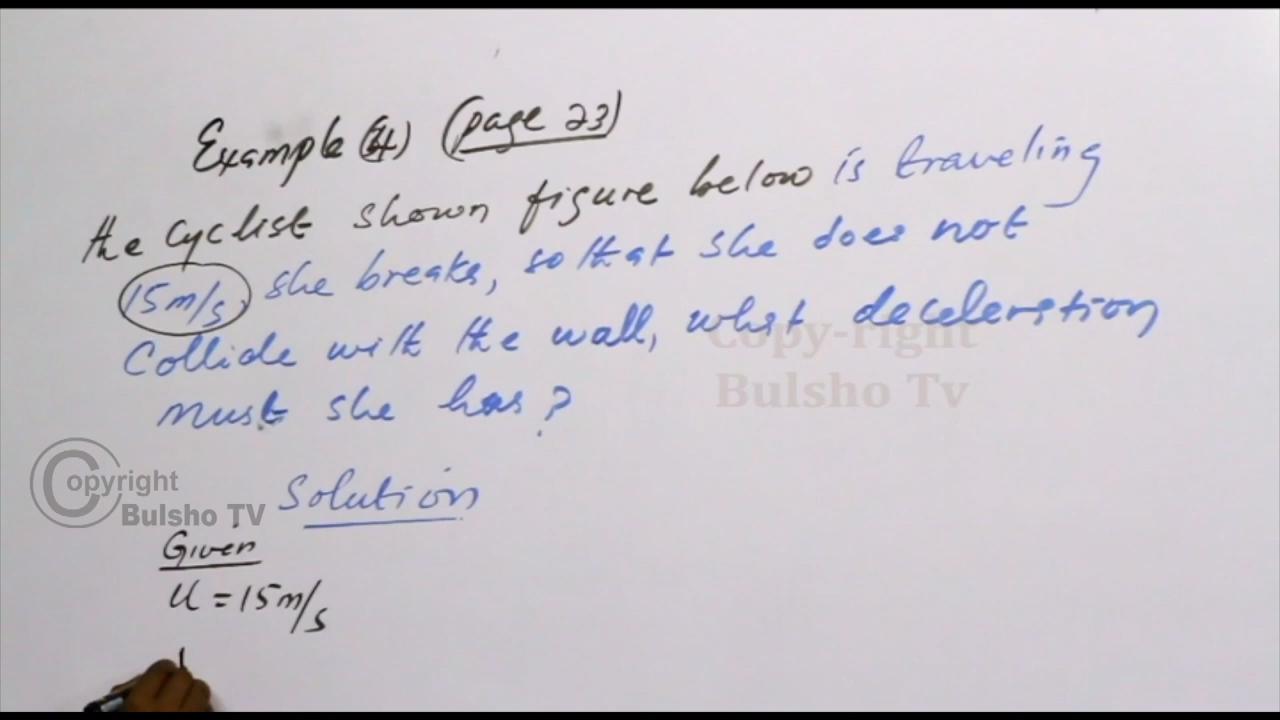 Example (4) (page 23)
the cyclist shown figure below is traveling
15m/s, she breaks, so that she does not
Collide with the wall, what deceleration
must she has?
Copy-right
Bulsho Tv
Copyright
Bulsho TV
Solution
Given
U = 15m/s